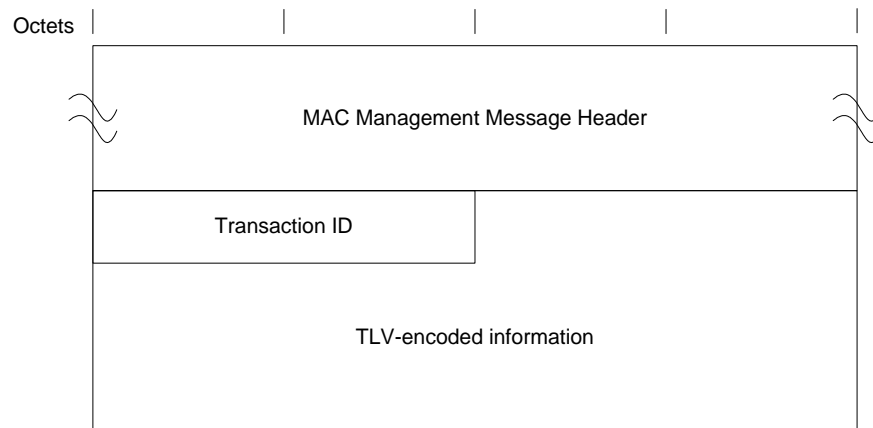 Octets
MAC Management Message Header
Transaction ID
TLV-encoded information